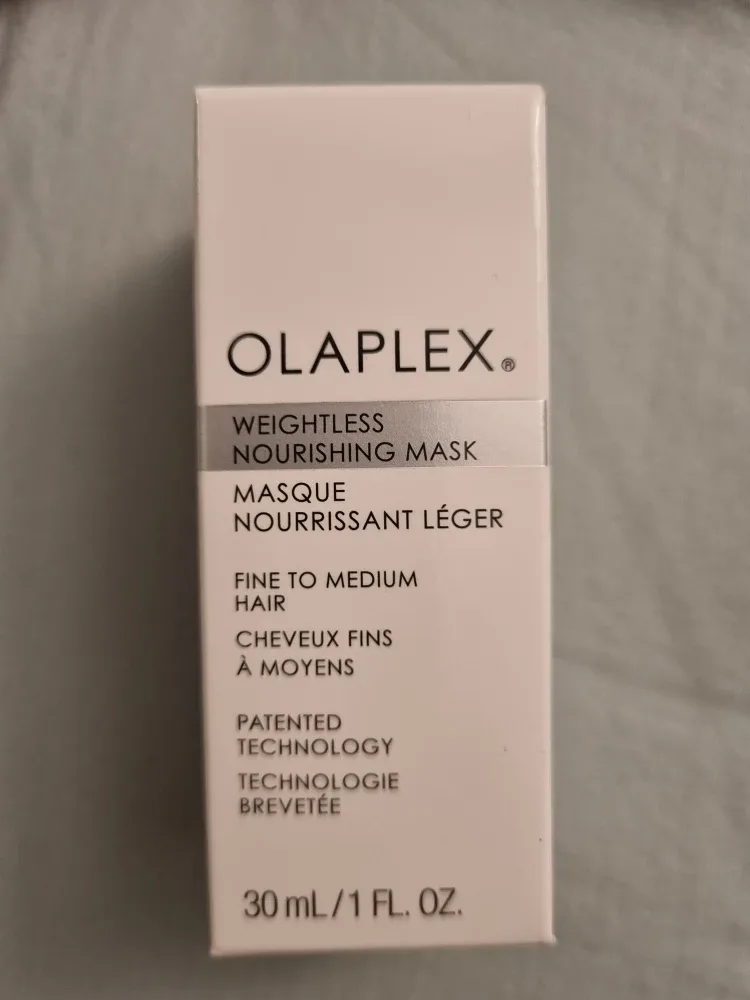 OLAPLEX®
WEIGHTLESS
NOURISHING MASK
MASQUE
NOURRISSANT LÉGER
FINE TO MEDIUM
HAIR
CHEVEUX FINS
À MOYENS
PATENTED
TECHNOLOGY
TECHNOLOGIE
BREVETÉE
30 mL/1 FL. OZ.